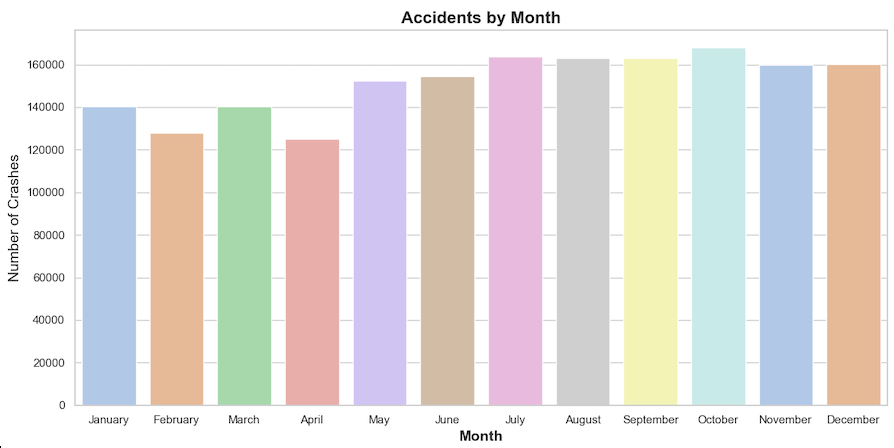 Accidents by Month
Number of Crashes
160000
140000
120000
100000
80000
60000
40000
20000
0
January February March April May June July August September October November December
Month